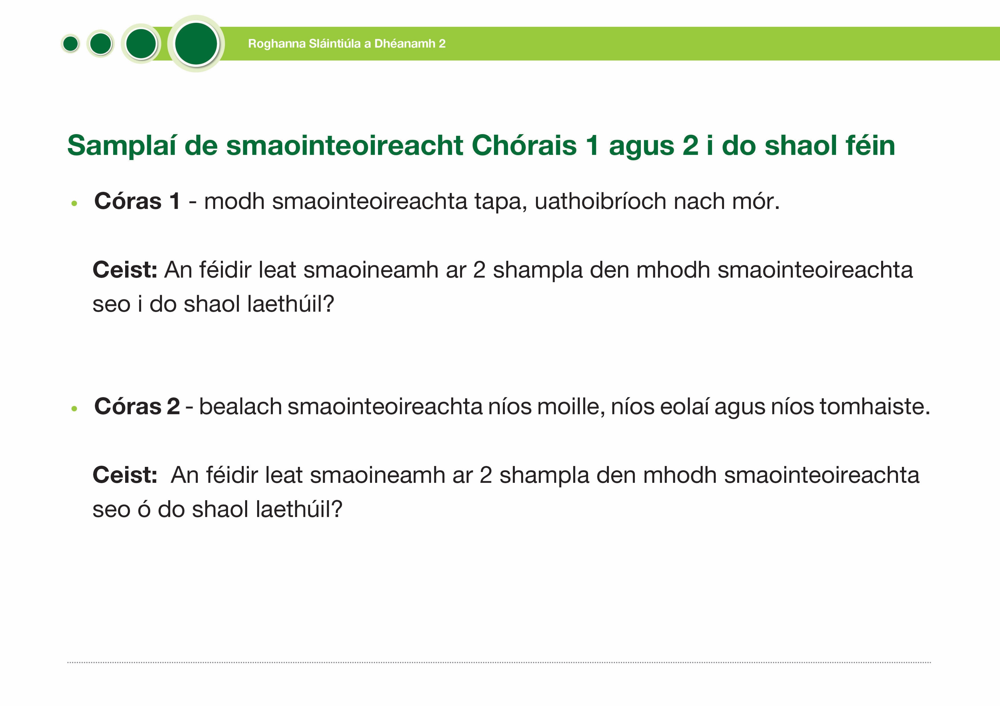 Roghanna Sláintiúla a Dhéanamh 2
Samplaí de smaointeoireacht Chórais 1 agus 2 i do shaol féin
• Córas 1 - modh smaointeoireachta tapa, uathoibríoch nach mór.
Ceist: An féidir leat smaoineamh ar 2 shampla den mhodh smaointeoireachta
seo i do shaol laethúil?
• Córas 2 - bealach smaointeoireachta níos moille, níos eolaí agus níos tomhaiste.
Ceist: An féidir leat smaoineamh ar 2 shampla den mhodh smaointeoireachta
seo ó do shaol laethúil?